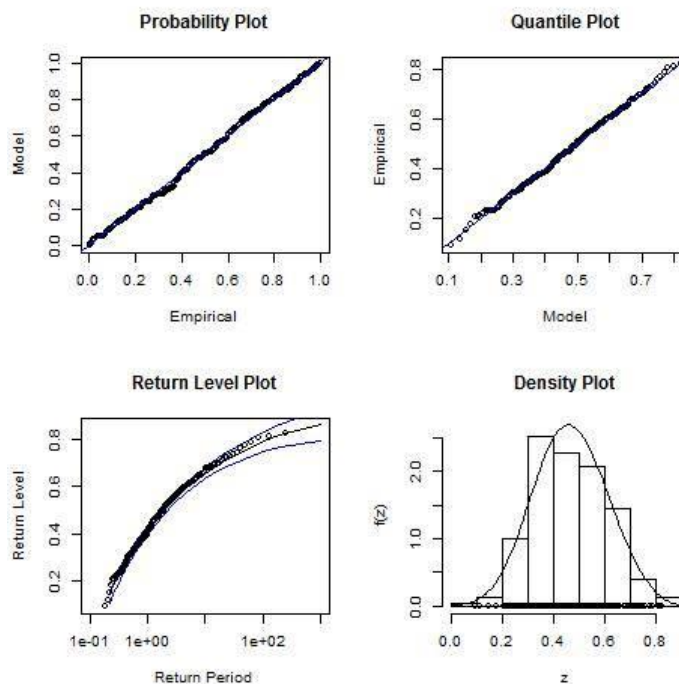 Probability Plot
Model
0.0 0.2 0.4 0.6 0.8 1.0
0.0 0.2 0.4 0.6 0.8 1.0
Empirical
Quantile Plot
Empirical
0.2 0.4 0.6 0.8
0.1 0.3 0.5 0.7
Model
Return Level Plot
Return Level
0.2 0.4 0.6 0.8
1e-01 1e+00 1e+02
Return Period
Density Plot
f(z)
0.0 1.0 2.0
0.0 0.2 0.4 0.6 0.8
z